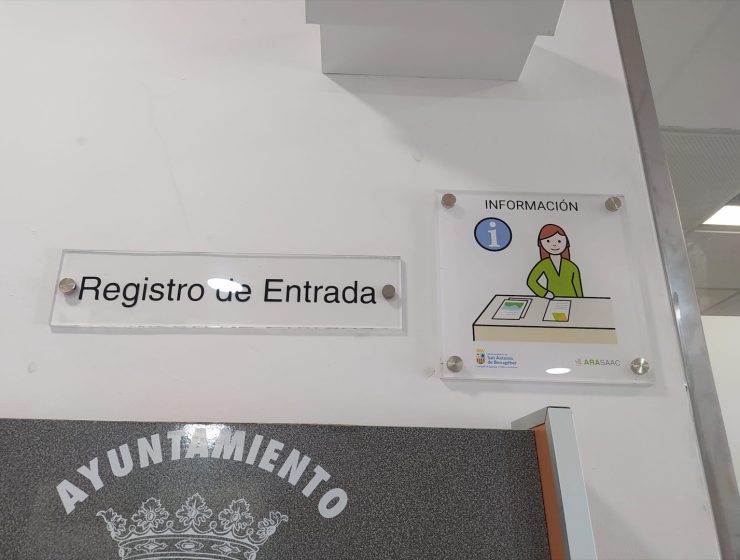 INFORMACIÓN
i
Registro de Entrada
San Antonio
de Benagéber
ARASAAC
AYUNTAMIENTO